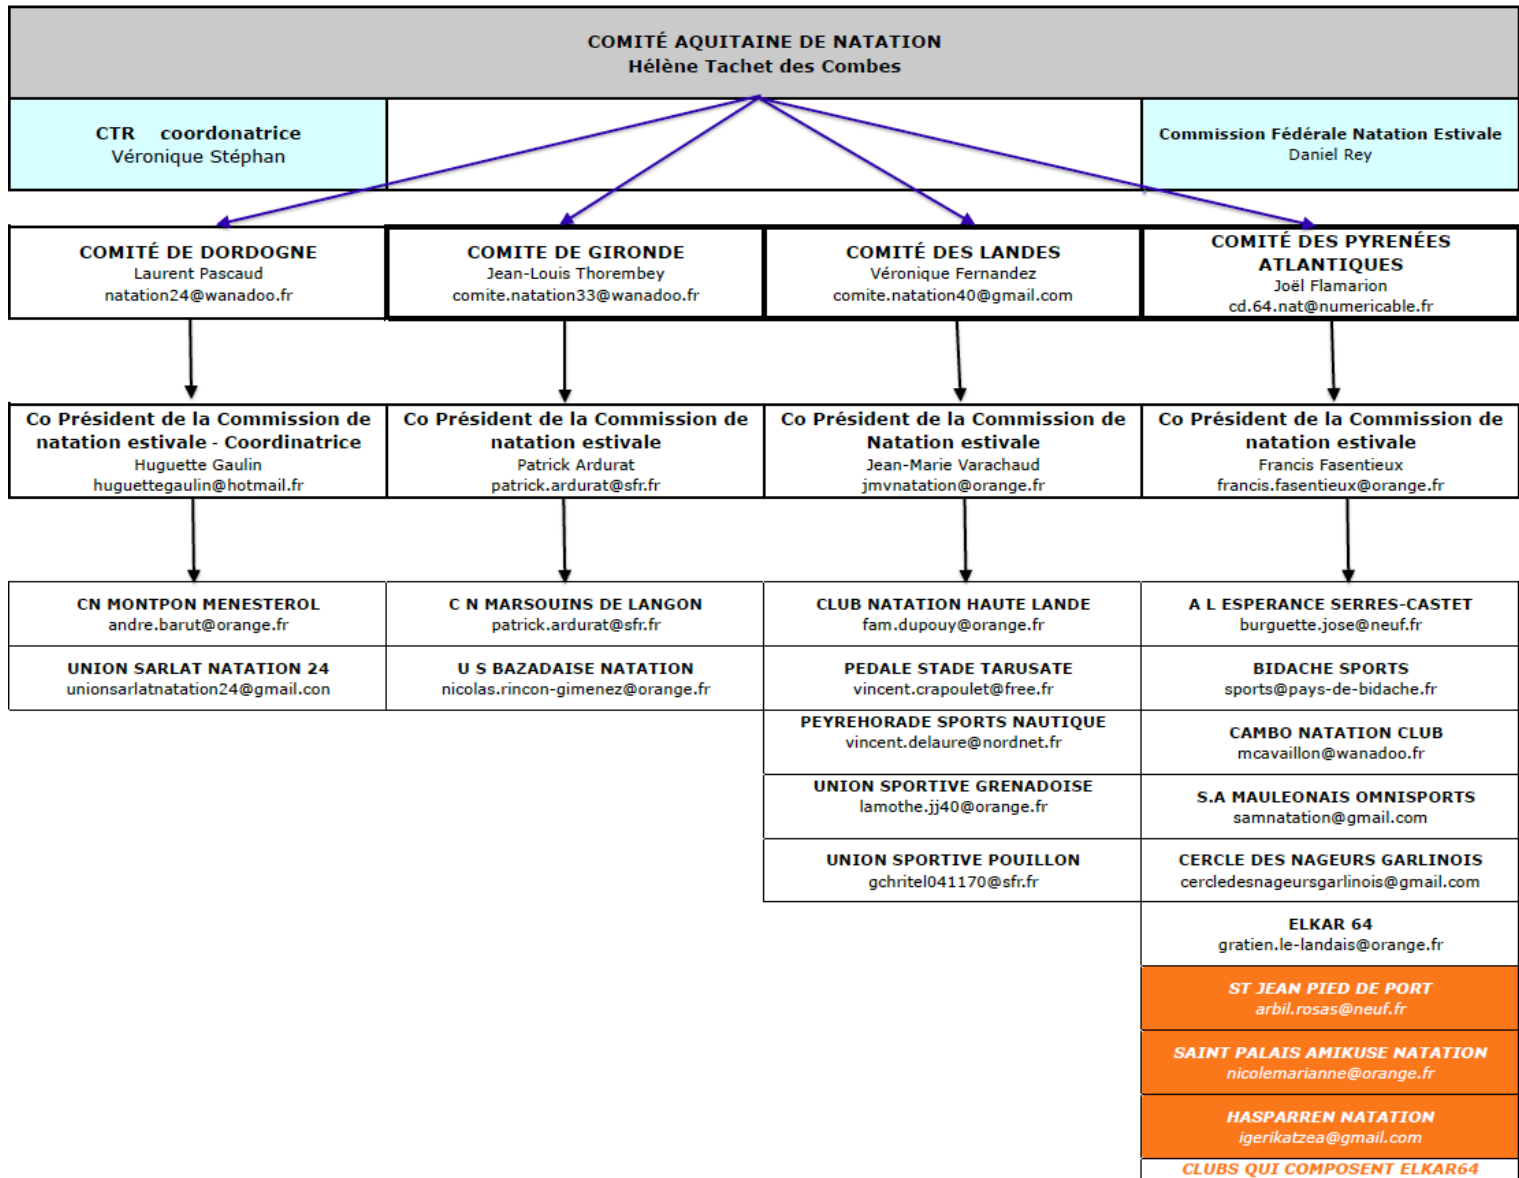 COMITÉ AQUITAINE DE NATATION
Hélène Tachet des Combes
CTR coordonatrice
Véronique Stéphan
Commission Fédérale Natation Estivale
Daniel Rey
COMITÉ DE DORDOGNE
Laurent Pascaud
natation24@wanadoo.fr
COMITE DE GIRONDE
Jean-Louis Thorembey
comite.natation33@wanadoo.fr
COMITÉ DES LANDES
Véronique Fernandez
comite.natation40@gmail.com
COMITÉ DES PYRENÉES
ATLANTIQUES
Joël Flamarion
cd.64.nat@numericable.fr
Co Président de la Commission de
natation estivale - Coordinatrice
Huguette Gaulin
huguettegaulin@hotmail.fr
Co Président de la Commission de
natation estivale
Patrick Ardurat
patrick.ardurat@sfr.fr
Co Président de la Commission de
Natation estivale
Jean-Marie Varachaud
jmvnatation@orange.fr
Co Président de la Commission de
natation estivale
Francis Fasentieux
francis.fasentieux@orange.fr
CN MONTPON MENESTEROL
andre.barut@orange.fr
C N MARSOUINS DE LANGON
patrick.ardurat@sfr.fr
CLUB NATATION HAUTE LANDE
fam.dupouy@orange.fr
A L ESPERANCE SERRES-CASTET
burguette.jose@neuf.fr
UNION SARLAT NATATION 24
unionsarlatnatation24@gmail.con
U S BAZADAISE NATATION
nicolas.rincon-gimenez@orange.fr
PEDALE STADE TARUSATE
vincent.crapoulet@free.fr
BIDACHE SPORTS
sports@pays-de-bidache.fr
PEYREHORADE SPORTS NAUTIQUE
vincent.delaure@nordnet.fr
CAMBO NATATION CLUB
mcavaillon@wanadoo.fr
UNION SPORTIVE GRENADOISE
lamothe.jj40@orange.fr
S.A MAULEONAIS OMNISPORTS
samnatation@gmail.com
UNION SPORTIVE POUILLON
gchritel041170@sfr.fr
CERCLE DES NAGEURS GARLINOIS
cercledesnageursgarlinois@gmail.com
ELKAR 64
gratien.le-landais@orange.fr
ST JEAN PIED DE PORT
arbil.rosas@neuf.fr
SAINT PALAIS AMIKUSE NATATION
nicolemarianne@orange.fr
HASPARREN NATATION
igerikatzea@gmail.com
CLUBS QUI COMPOSENT ELKAR64